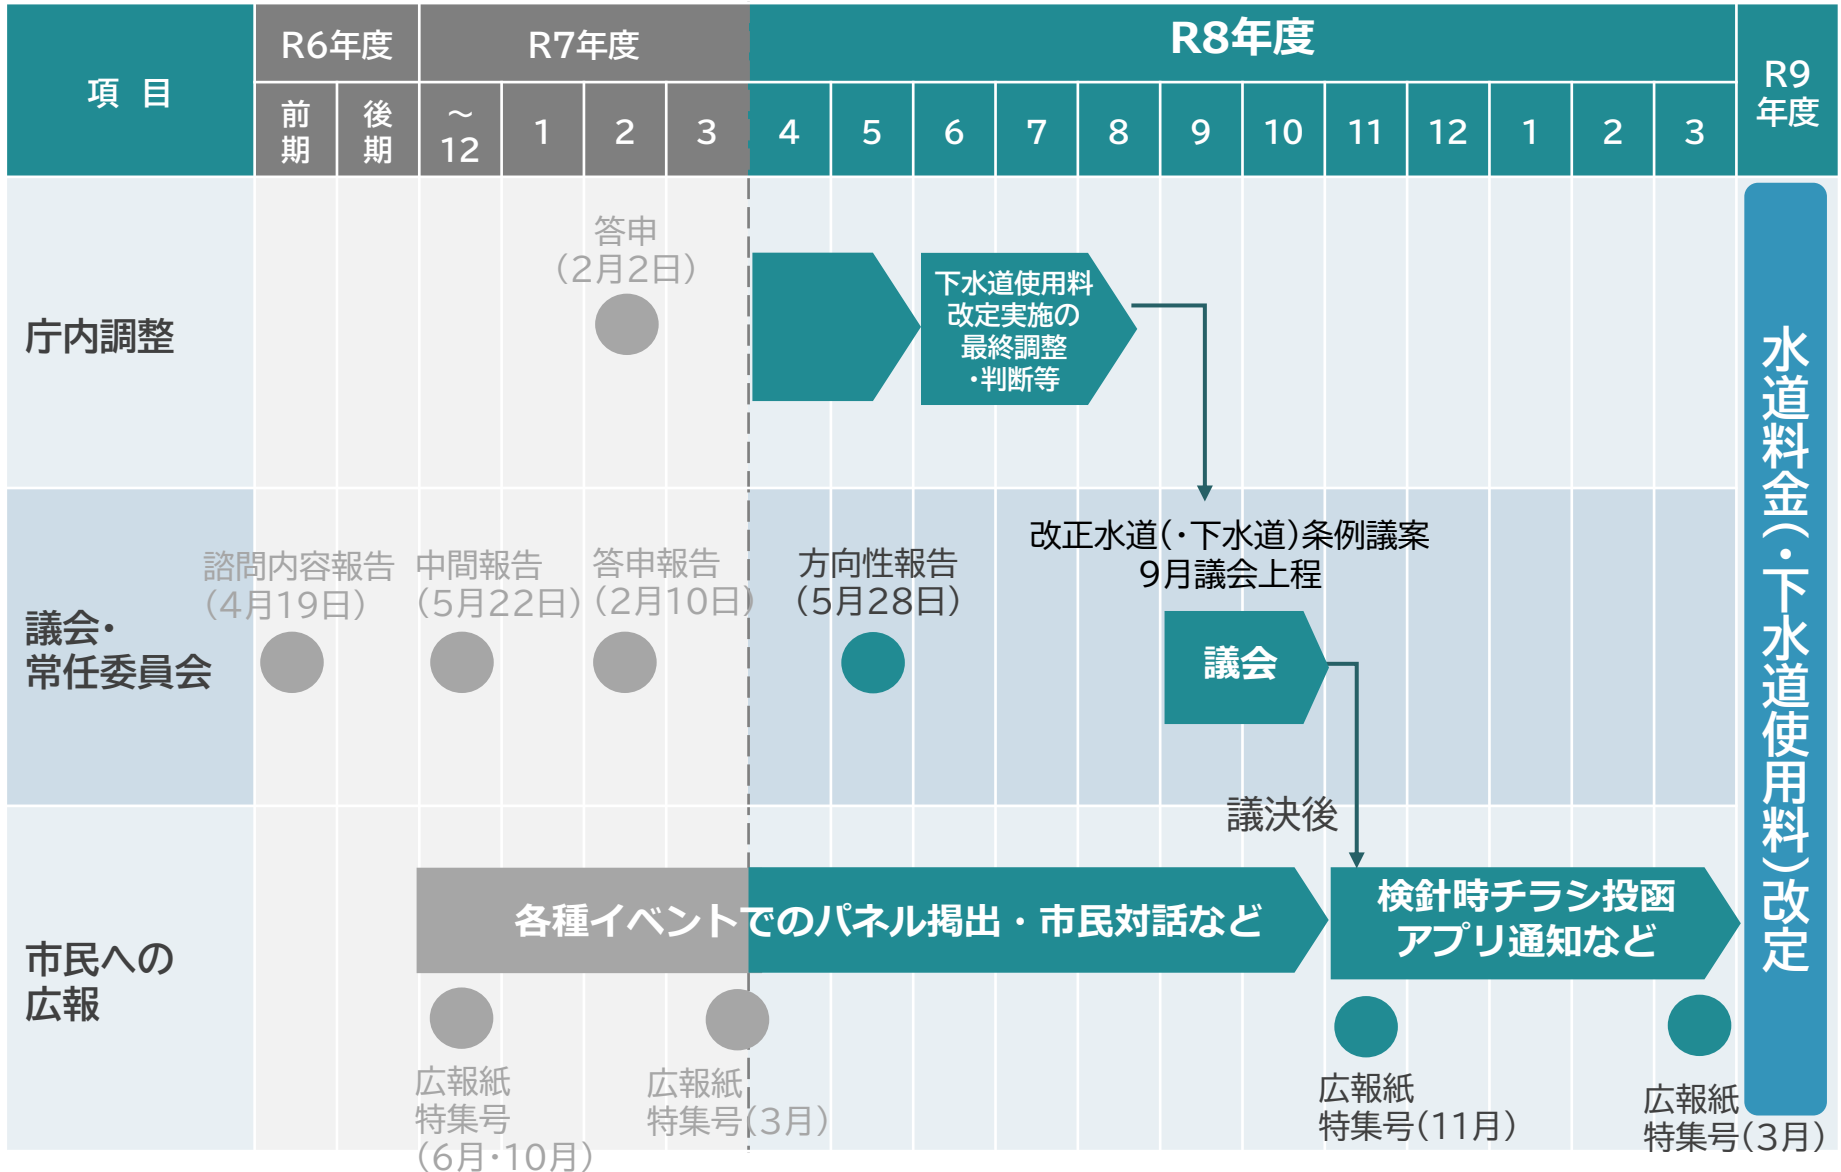 項 目
R6年度
R7年度
R8年度
R9
年度
前
期
後
期
～
12
1
2
3
4
5
6
7
8
9
10
11
12
1
2
3
庁内調整
答申
(2月2日)
下水道使用料
改定実施の
最終調整
・判断等
議会・
常任委員会
諮問内容報告
(4月19日)
中間報告
(5月22日)
答申報告
(2月10日)
方向性報告
(5月28日)
改正水道(・下水道)条例議案
9月議会上程
議会
議決後
市民への
広報
各種イベントでのパネル掲出・市民対話など
検針時チラシ投函
アプリ通知など
広報紙
特集号
(6月・10月)
広報紙
特集号(3月)
広報紙
特集号(11月)
広報紙
特集号(3月)
水道料金(・下水道使用料)改定